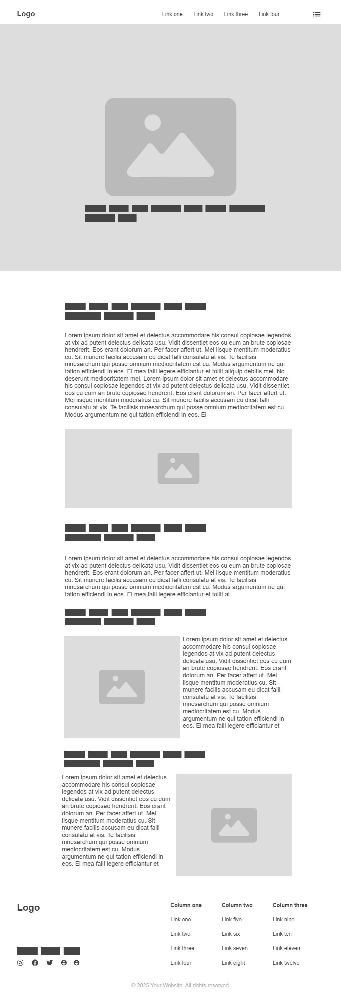 Logo
Link one
Link two
Link three
Link four
Lorem ipsum dolor sit amet et delectus accommodare his consul copiosae legendos
at vix ad putent delectus delicata usu. Vidit dissentiet eos cu eum an brute copiosae
hendrerit. Eos erant dolorum an. Per facer affert ut. Mei iisque mentitum moderatius
cu. Sit munere facilis accusam eu dicat falli consulatu at vis. Te facilisis
mnesarchum qui posse omnium mediocritatem est cu. Modus argumentum ne qui
tation efficiendi in eos. Ei mea falli legere efficiantur et tollit aliquip debitis mei. No
deserunt mediocritatem mel. Lorem ipsum dolor sit amet et delectus accommodare
his consul copiosae legendos at vix ad putent delectus delicata usu. Vidit dissentiet
eos cu eum an brute copiosae hendrerit. Eos erant dolorum an. Per facer affert ut.
Mei iisque mentitum moderatius cu. Sit munere facilis accusam eu dicat falli
consulatu at vis. Te facilisis mnesarchum qui posse omnium mediocritatem est cu.
Modus argumentum ne qui tation efficiendi in eos. Ei
Lorem ipsum dolor sit amet et delectus accommodare his consul copiosae legendos
at vix ad putent delectus delicata usu. Vidit dissentiet eos cu eum an brute copiosae
hendrerit. Eos erant dolorum an. Per facer affert ut. Mei iisque mentitum moderatius
cu. Sit munere facilis accusam eu dicat falli consulatu at vis. Te facilisis
mnesarchum qui posse omnium mediocritatem est cu. Modus argumentum ne qui
tation efficiendi in eos. Ei mea falli legere efficiantur et tollit ai
Lorem ipsum dolor sit amet et delectus
accommodare his consul copiosae
legendos at vix ad putent delectus
delicata usu. Vidit dissentiet eos cu eum
an brute copiosae hendrerit. Eos erant
dolorum an. Per facer affert ut. Mei
iisque mentitum moderatius cu. Sit
munere facilis accusam eu dicat falli
consulatu at vis. Te facilisis
mnesarchum qui posse omnium
mediocritatem est cu. Modus
argumentum ne qui tation efficiendi in
eos. Ei mea falli legere efficiantur et
Lorem ipsum dolor sit amet et delectus
accommodare his consul copiosae
legendos at vix ad putent delectus
delicata usu. Vidit dissentiet eos cu eum
an brute copiosae hendrerit. Eos erant
dolorum an. Per facer affert ut. Mei
iisque mentitum moderatius cu. Sit
munere facilis accusam eu dicat falli
consulatu at vis. Te facilisis
mnesarchum qui posse omnium
mediocritatem est cu. Modus
argumentum ne qui tation efficiendi in
eos. Ei mea falli legere efficiantur et
Logo
Column one
Link one
Link two
Link three
Link four
Column two
Link five
Link six
Link seven
Link eight
Column three
Link nine
Link ten
Link eleven
Link twelve
© 2025 Your Website. All rights reserved.